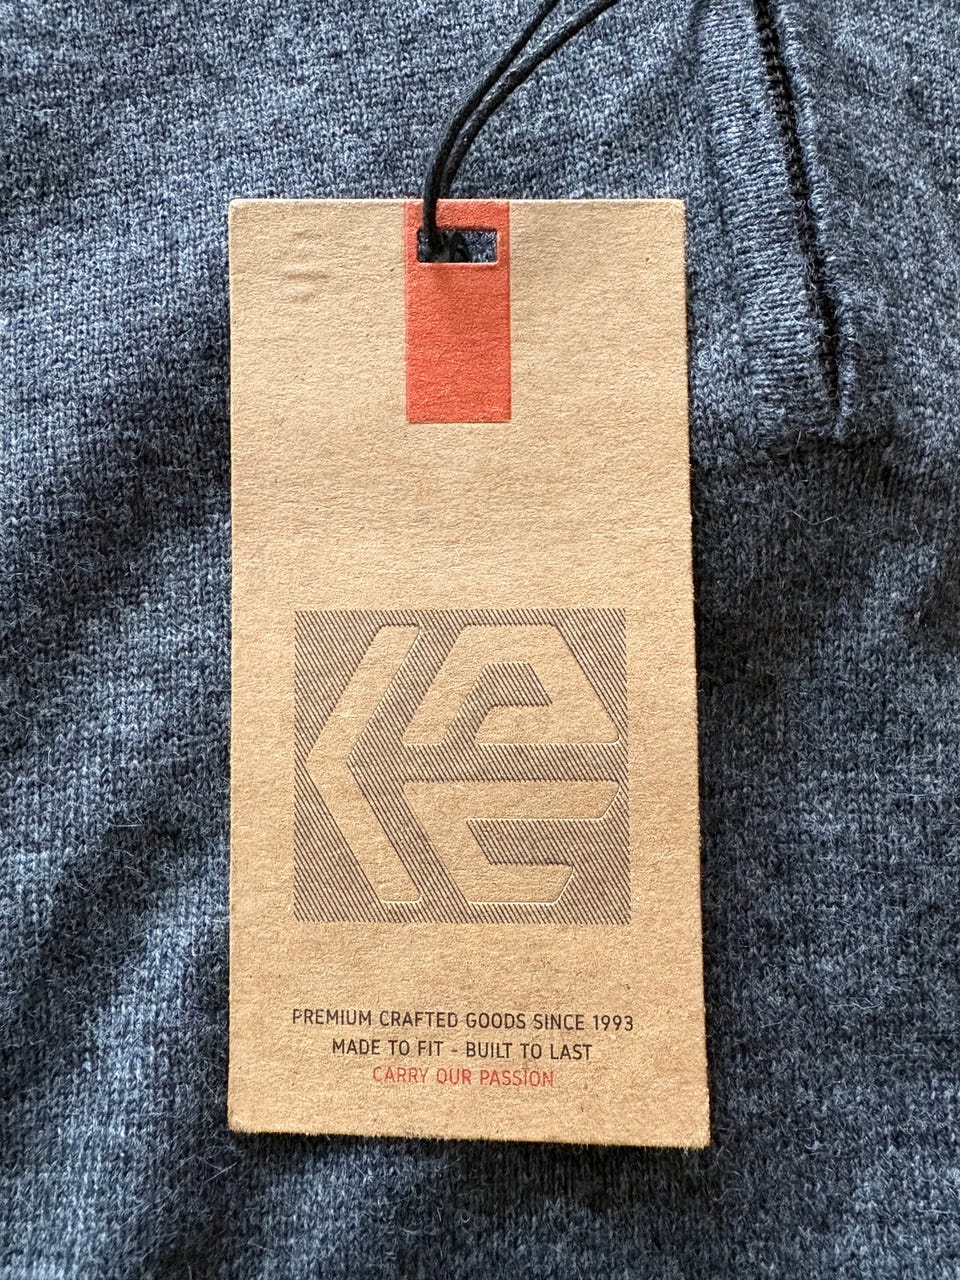 PREMIUM CRAFTED GOODS SINCE 1993
MADE TO FIT - BUILT TO LAST
CARRY OUR PASSION